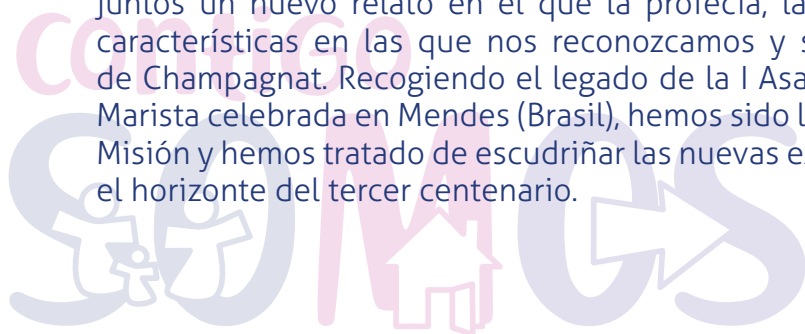 juntos un nuevo relato en el que la profecía, la
características en las que nos reconozcamos y s
de Champagnat. Recogiendo el legado de la I Asa
Marista celebrada en Mendes (Brasil), hemos sido l
Misión y hemos tratado de escudriñar las nuevas e
el horizonte del tercer centenario.
contigo
SOMOS